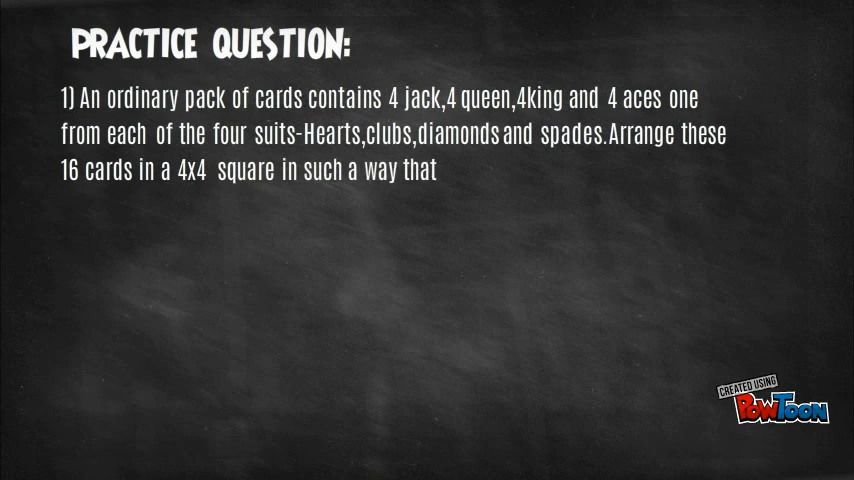 PRACTICE QUESTION:
1) An ordinary pack of cards contains 4 jack,4 queen,4king and 4 aces one
from each of the four suits-Hearts,clubs,diamonds and spades.Arrange these
16 cards in a 4x4 square in such a way that
CREATED USING
POWTOON